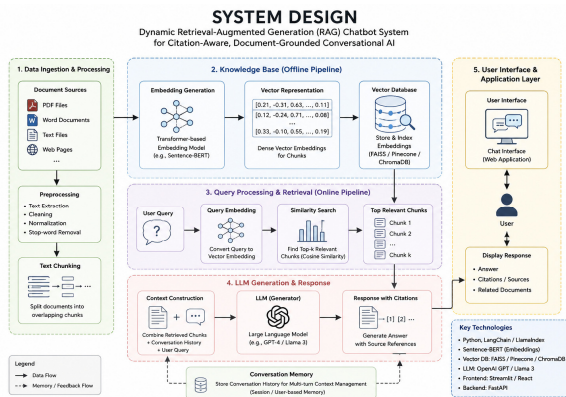 SYSTEM DESIGN
Dynamic Retrieval-Augmented Generation (RAG) Chatbot System
for Citation-Aware, Document-Grounded Conversational AI
1. Data Ingestion & Processing
Document Sources
PDF Files
Word Documents
Text Files
Web Pages
...
Preprocessing
• Text Extraction
• Cleaning
• Normalization
• Stop-word Removal
Text Chunking
Split documents into
overlapping chunks
Legend
Data Flow
Memory / Feedback Flow
2. Knowledge Base (Offline Pipeline)
Embedding Generation
Transformer-based
Embedding Model
(e.g., Sentence-BERT)
Vector Representation
[0.21, -0.31, 0.63, ..., 0.11]
[0.12, -0.24, 0.71, ..., 0.08]
...
[0.33, -0.10, 0.55, ..., 0.19]
Dense Vector Embeddings
for Chunks
Vector Database
Store & Index
Embeddings
(FAISS / Pinecone /
ChromaDB)
3. Query Processing & Retrieval (Online Pipeline)
User Query
?
Query Embedding
Convert Query to
Vector Embedding
Similarity Search
Find Top-k Relevant
Chunks (Cosine Similarity)
Top Relevant Chunks
Chunk 1
Chunk 2
...
Chunk k
4. LLM Generation & Response
Context Construction
+
Combine Retrieved Chunks
+ Conversation History
+ User Query
LLM (Generator)
Large Language Model
(e.g., GPT-4 / Llama 3)
Response with Citations
[1] [2] ...
Generate Answer
with Source References
Conversation Memory
Store Conversation History for Multi-turn Context Management
(Session / User-based Memory)
5. User Interface &
Application Layer
User Interface
Chat Interface
(Web Application)
User
Display Response
• Answer
• Citations / Sources
• Related Documents
Key Technologies
• Python, LangChain / LlamaIndex
• Sentence-BERT (Embeddings)
• Vector DB: FAISS / Pinecone / ChromaDB
• LLM: OpenAI GPT / Llama 3
• Frontend: Streamlit / React
• Backend: FastAPI